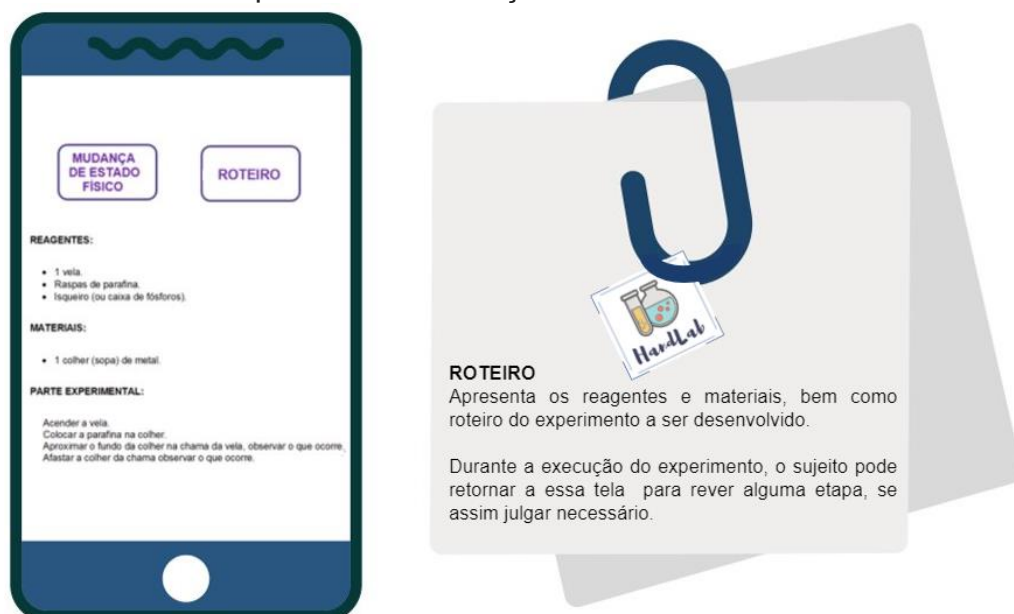 MUDANÇA
DE ESTADO
FÍSICO
ROTEIRO
REAGENTES:
• 1 vela.
• Raspas de parafina.
• Isqueiro (ou caixa de fósforos).
MATERIAIS:
• 1 colher (sopa) de metal.
PARTE EXPERIMENTAL:
Acender a vela.
Colocar a parafina na colher.
Aproximar o fundo da colher na chama da vela, observar o que ocorre.
Afastar a colher da chama observar o que ocorre.
HandLab
ROTEIRO
Apresenta os reagentes e materiais, bem como
roteiro do experimento a ser desenvolvido.
Durante a execução do experimento, o sujeito pode
retornar a essa tela para rever alguma etapa, se
assim julgar necessário.